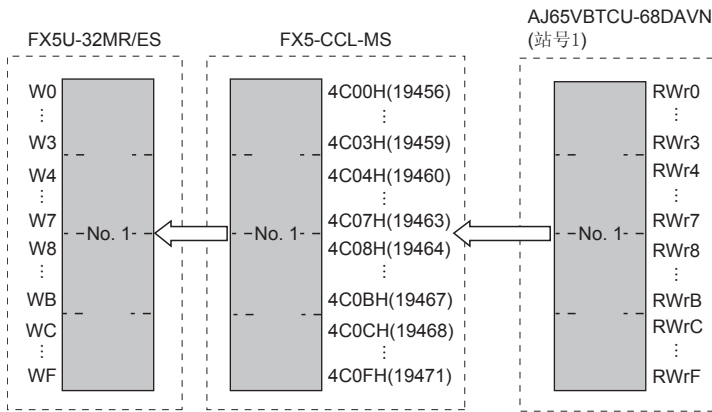 AJ65VBTCU-68DAVN
FX5U-32MR/ES FX5-CCL-MS (站号1)
W0 4C00H(19456) RWr0
⋮ ⋮ ⋮
W3 4C03H(19459) RWr3
W4 4C04H(19460) RWr4
⋮ ⋮ ⋮
W7 4C07H(19463) RWr7
No. 1 No. 1 No. 1
W8 4C08H(19464) RWr8
⋮ ⋮ ⋮
WB 4C0BH(19467) RWrB
WC 4C0CH(19468) RWrC
⋮ ⋮ ⋮
WF 4C0FH(19471) RWrF